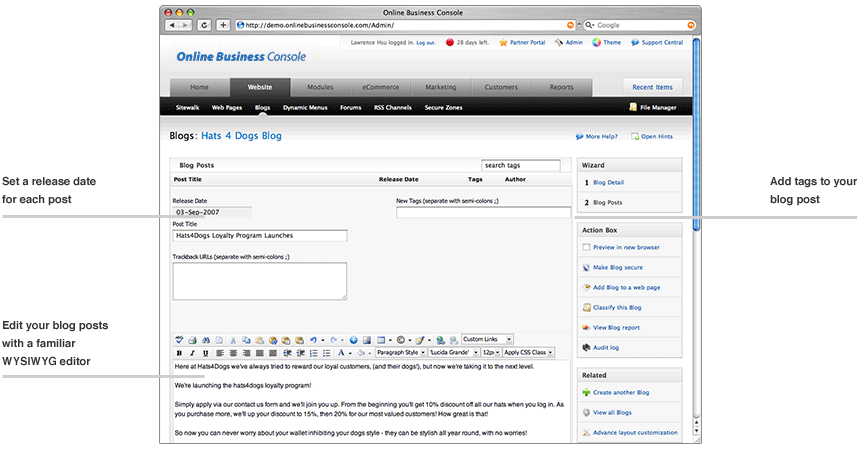 Online Business Console
http://demo.onlinebusinessconsole.com/Admin/
Google
Lawrence Hsu logged in. Log out.
28 days left.
Partner Portal
Admin
Theme
Support Central
Online Business Console
Home
Website
Modules
eCommerce
Marketing
Customers
Reports
Recent Items
Sitewalk
Web Pages
Blogs
Dynamic Menus
Forums
RSS Channels
Secure Zones
File Manager
Blogs: Hats 4 Dogs Blog
More Help?
Open Hints
Blog Posts
search tags
Post Title
Release Date
Tags
Author
Release Date
03-Sep-2007
New Tags (separate with semi-colons ;)
Post Title
Hats4Dogs Loyalty Program Launches
Trackback URLs (separate with semi-colons ;)
Custom Links
Paragraph Style
'Lucida Grande'
12px
Apply CSS Class
Here at Hats4Dogs we've always tried to reward our loyal customers, (and their dogs!), but now we're taking it to the next level.
We're launching the hats4dogs loyalty program!
Simply apply via our contact us form and we'll join you up. From the beginning you'll get 10% discount off all our hats when you log in. As
you purchase more, we'll up your discount to 15%, then 20% for our most valued customers! How great is that!
So now you can never worry about your wallet inhibiting your dogs style - they can be stylish all year round, with no worries!
Wizard
1 Blog Detail
2 Blog Posts
Action Box
Preview in new browser
Make Blog secure
Add Blog to a web page
Classify this Blog
View Blog report
Audit log
Related
Create another Blog
View all Blogs
Advance layout customization
Set a release date
for each post
Edit your blog posts
with a familiar
WYSIWYG editor
Add tags to your
blog post